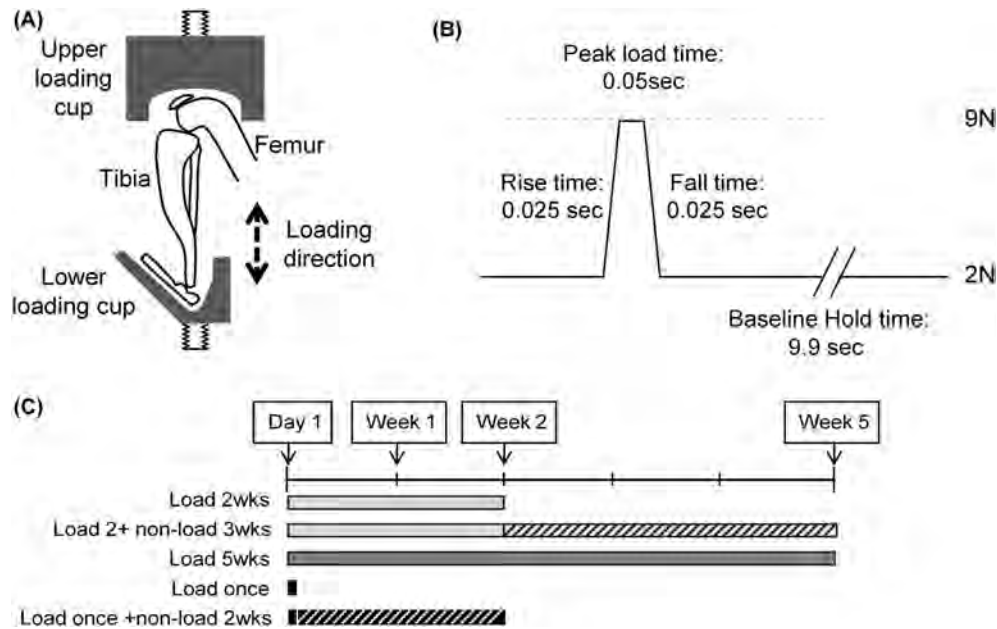 (A)
Upper
loading
cup
Femur
Tibia
Loading
direction
Lower
loading cup
(B)
Peak load time:
0.05sec
9N
Rise time:
0.025 sec
Fall time:
0.025 sec
2N
Baseline Hold time:
9.9 sec
(C)
Day 1
Week 1
Week 2
Week 5
Load 2wks
Load 2+ non-load 3wks
Load 5wks
Load once
Load once +non-load 2wks